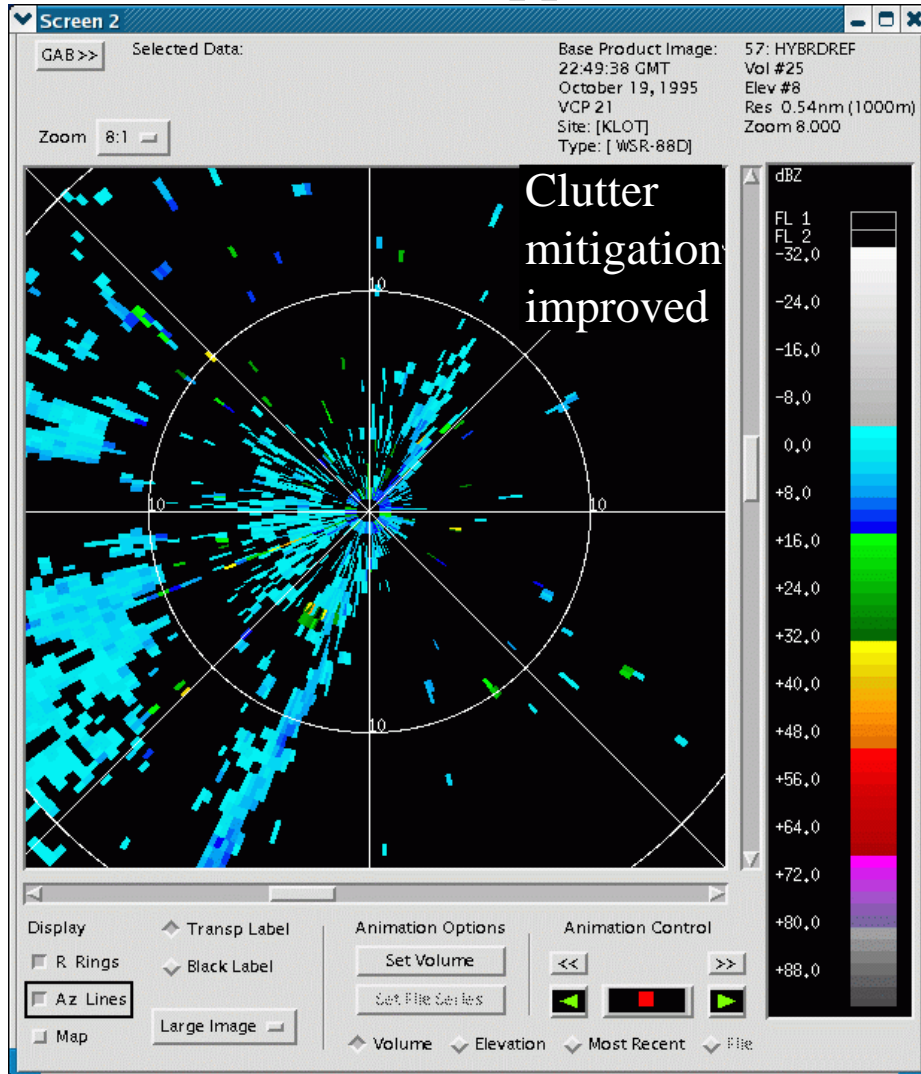 Screen 2
GAB>>
Selected Data:
Base Product Image:
22:49:38 GMT
October 19, 1995
VCP 21
Site: [KLOT]
Type: [ WSR-88D]
57: HYBRDREF
Vol #25
Elev #8
Res 0.54nm (1000m)
Zoom 8.000
Zoom 8:1
Clutter
mitigation
improved
10
10
10
10
dBZ
FL 1
FL 2
-32.0
-24.0
-16.0
-8.0
0.0
+8.0
+16.0
+24.0
+32.0
+40.0
+48.0
+56.0
+64.0
+72.0
+80.0
+88.0
Display
R Rings
Az Lines
Map
Transp Label
Black Label
Large Image
Animation Options
Set Volume
Set File Series
Animation Control
<<
>>
Volume
Elevation
Most Recent
File